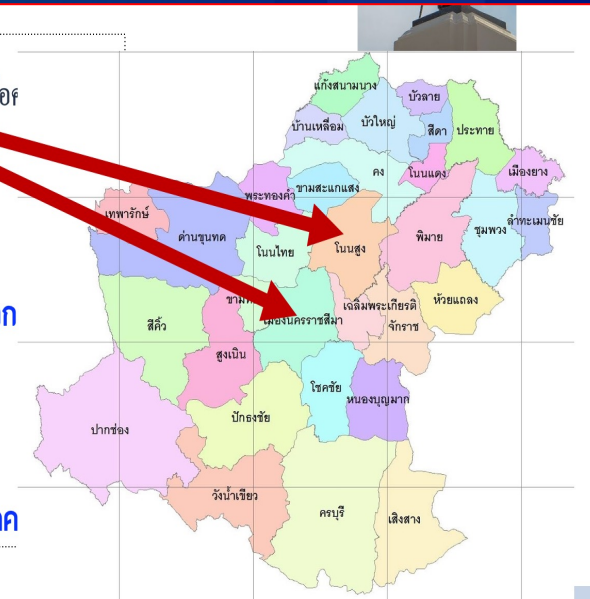 แก้งสนามนาง
บัวลาย
บ้านเหลื่อม
บัวใหญ่
สีดา
ประทาย
คง
โนนแดง
เมืองยาง
พระทองคำ
ขามสะแกแสง
เทพารักษ์
ด่านขุนทด
โนนไทย
โนนสูง
พิมาย
ชุมพวง
ลำทะเมนชัย
เมืองนครราชสีมา
เฉลิมพระเกียรติ
ห้วยแถลง
จักราช
สีคิ้ว
สูงเนิน
โชคชัย
หนองบุญมาก
ปักธงชัย
ปากช่อง
วังน้ำเขียว
ครบุรี
เสิงสาง